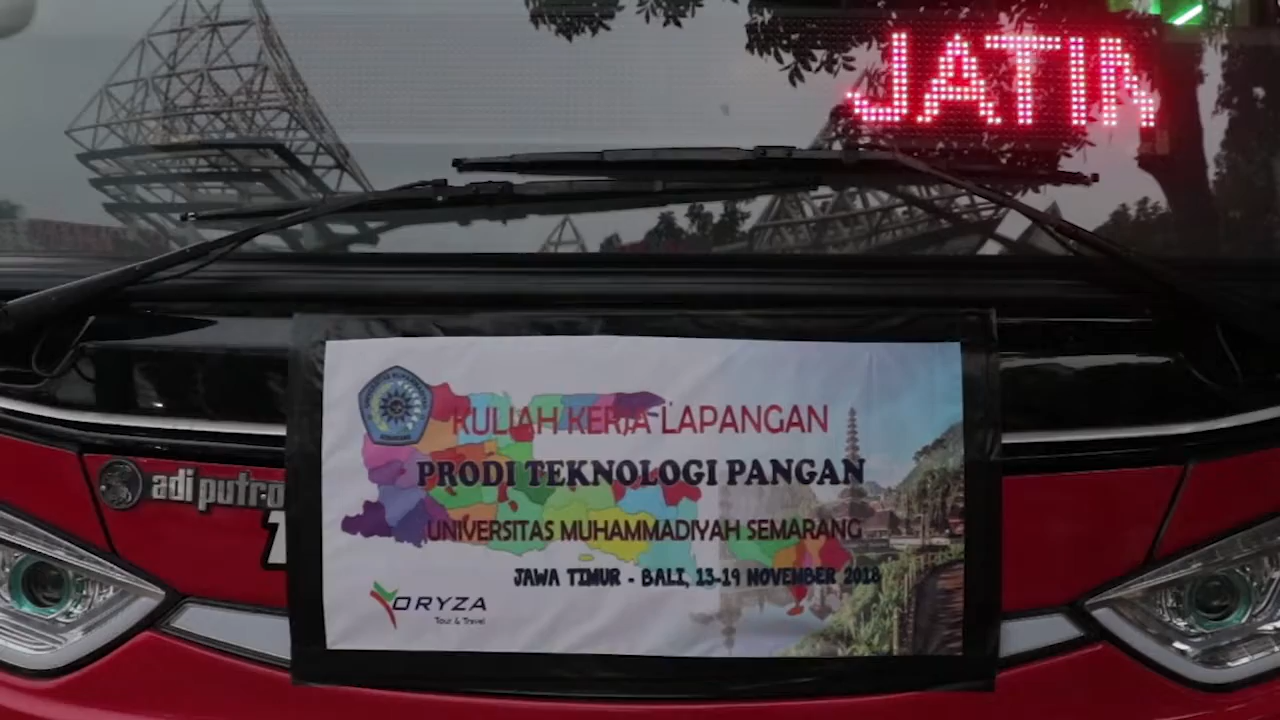 JATIM
KULIAH KERJA LAPANGAN
PRODI TEKNOLOGI PANGAN
UNIVERSITAS MUHAMMADIYAH SEMARANG
JAWA TIMUR - BALI, 13-19 NOVEMBER 2018
ORYZA
Tour & Travel
adi putro